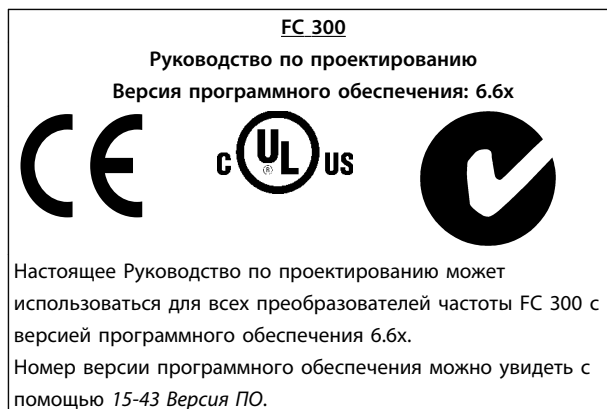 FC 300
Руководство по проектированию
Версия программного обеспечения: 6.6x
CE
C UL ® US
Настоящее Руководство по проектированию может
использоваться для всех преобразователей частоты FC 300 с
версией программного обеспечения 6.6x.
Номер версии программного обеспечения можно увидеть с
помощью 15-43 Версия ПО.